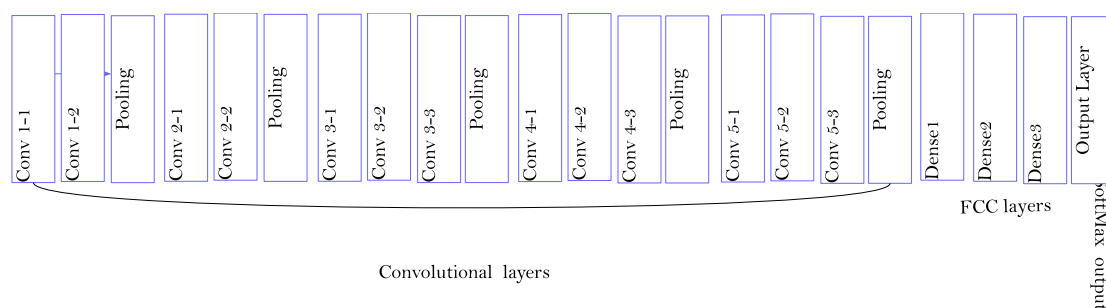 Conv 1-1
Conv 1-2
Pooling
Conv 2-1
Conv 2-2
Pooling
Conv 3-1
Conv 3-2
Conv 3-3
Pooling
Conv 4-1
Conv 4-2
Conv 4-3
Pooling
Conv 5-1
Conv 5-2
Conv 5-3
Pooling
Dense1
Dense2
Dense3
Output Layer
FCC layers
SoftMax output
Convolutional layers